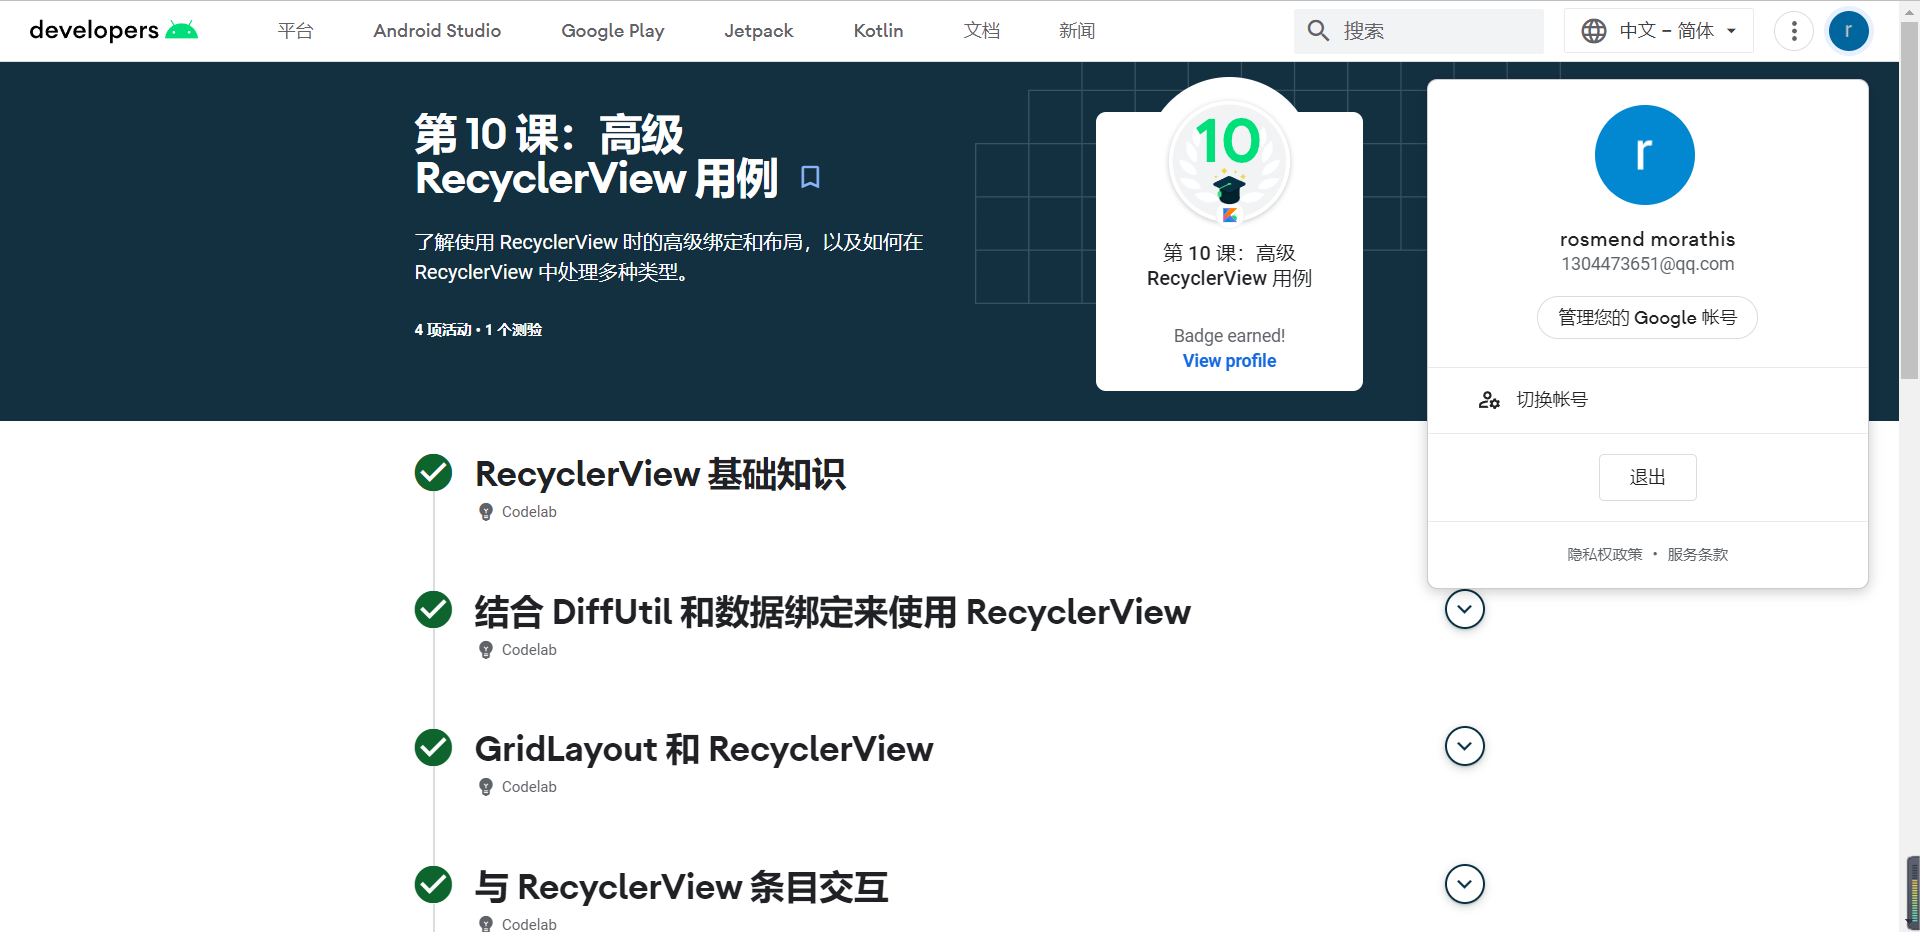 developers
平台
Android Studio
Google Play
Jetpack
Kotlin
文档
新闻
搜索
中文 – 简体
r
第 10 课：高级
RecyclerView 用例
了解使用 RecyclerView 时的高级绑定和布局，以及如何在
RecyclerView 中处理多种类型。
4 项活动 • 1 个测验
10
第 10 课：高级
RecyclerView 用例
Badge earned!
View profile
r
rosmend morathis
1304473651@qq.com
管理您的 Google 帐号
切换帐号
退出
隐私权政策 • 服务条款
RecyclerView 基础知识
Codelab
结合 DiffUtil 和数据绑定来使用 RecyclerView
Codelab
GridLayout 和 RecyclerView
Codelab
与 RecyclerView 条目交互
Codelab